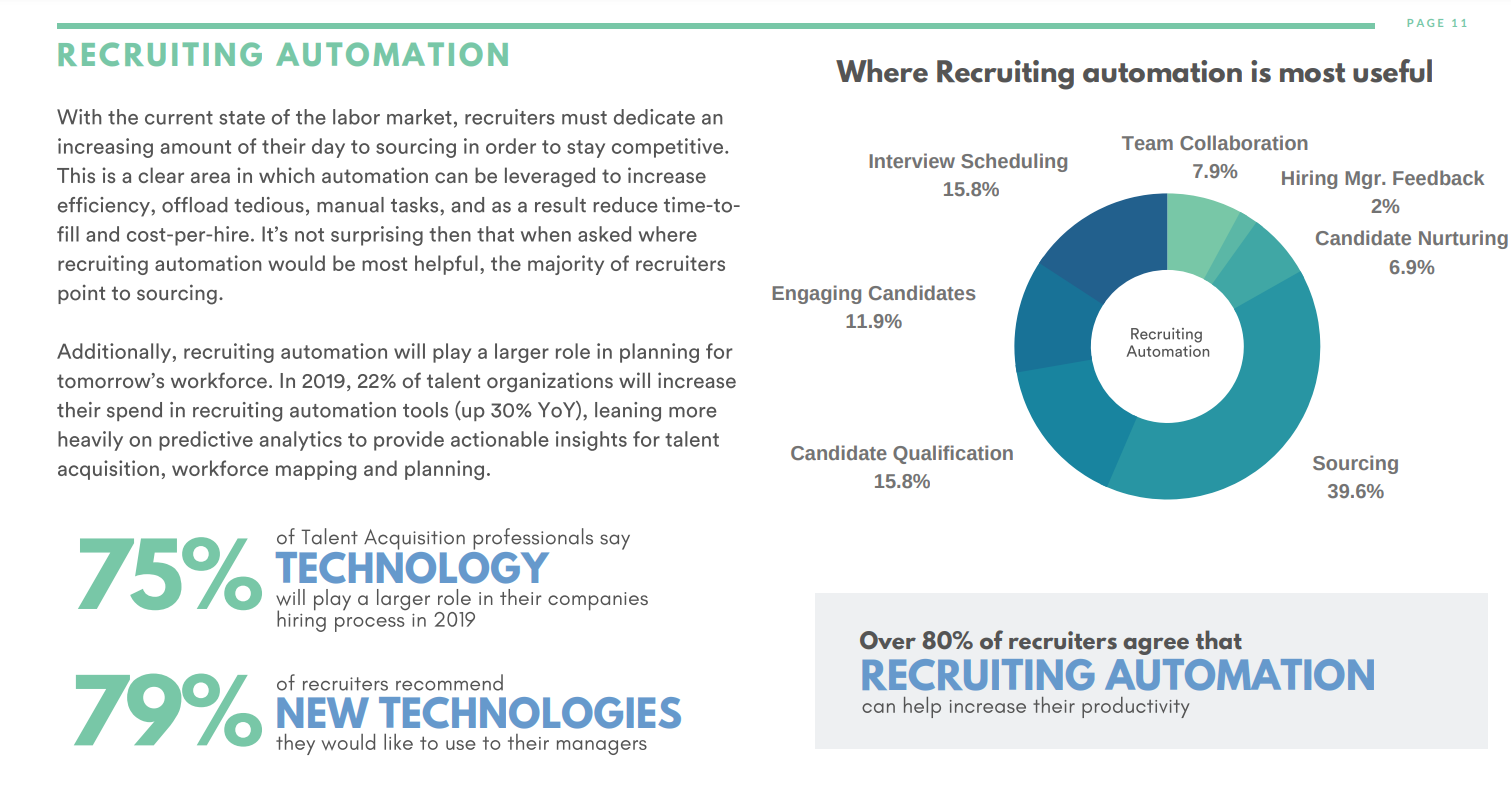 PAGE 11
RECRUITING AUTOMATION
With the current state of the labor market, recruiters must dedicate an
increasing amount of their day to sourcing in order to stay competitive.
This is a clear area in which automation can be leveraged to increase
efficiency, offload tedious, manual tasks, and as a result reduce time-to-
fill and cost-per-hire. It’s not surprising then that when asked where
recruiting automation would be most helpful, the majority of recruiters
point to sourcing.
Additionally, recruiting automation will play a larger role in planning for
tomorrow’s workforce. In 2019, 22% of talent organizations will increase
their spend in recruiting automation tools (up 30% YoY), leaning more
heavily on predictive analytics to provide actionable insights for talent
acquisition, workforce mapping and planning.
75%
of Talent Acquisition professionals say
TECHNOLOGY
will play a larger role in their companies
hiring process in 2019
79%
of recruiters recommend
NEW TECHNOLOGIES
they would like to use to their managers
Where Recruiting automation is most useful
Team Collaboration
7.9%
Hiring Mgr. Feedback
2%
Candidate Nurturing
6.9%
Sourcing
39.6%
Candidate Qualification
15.8%
Engaging Candidates
11.9%
Interview Scheduling
15.8%
Recruiting
Automation
Over 80% of recruiters agree that
RECRUITING AUTOMATION
can help increase their productivity